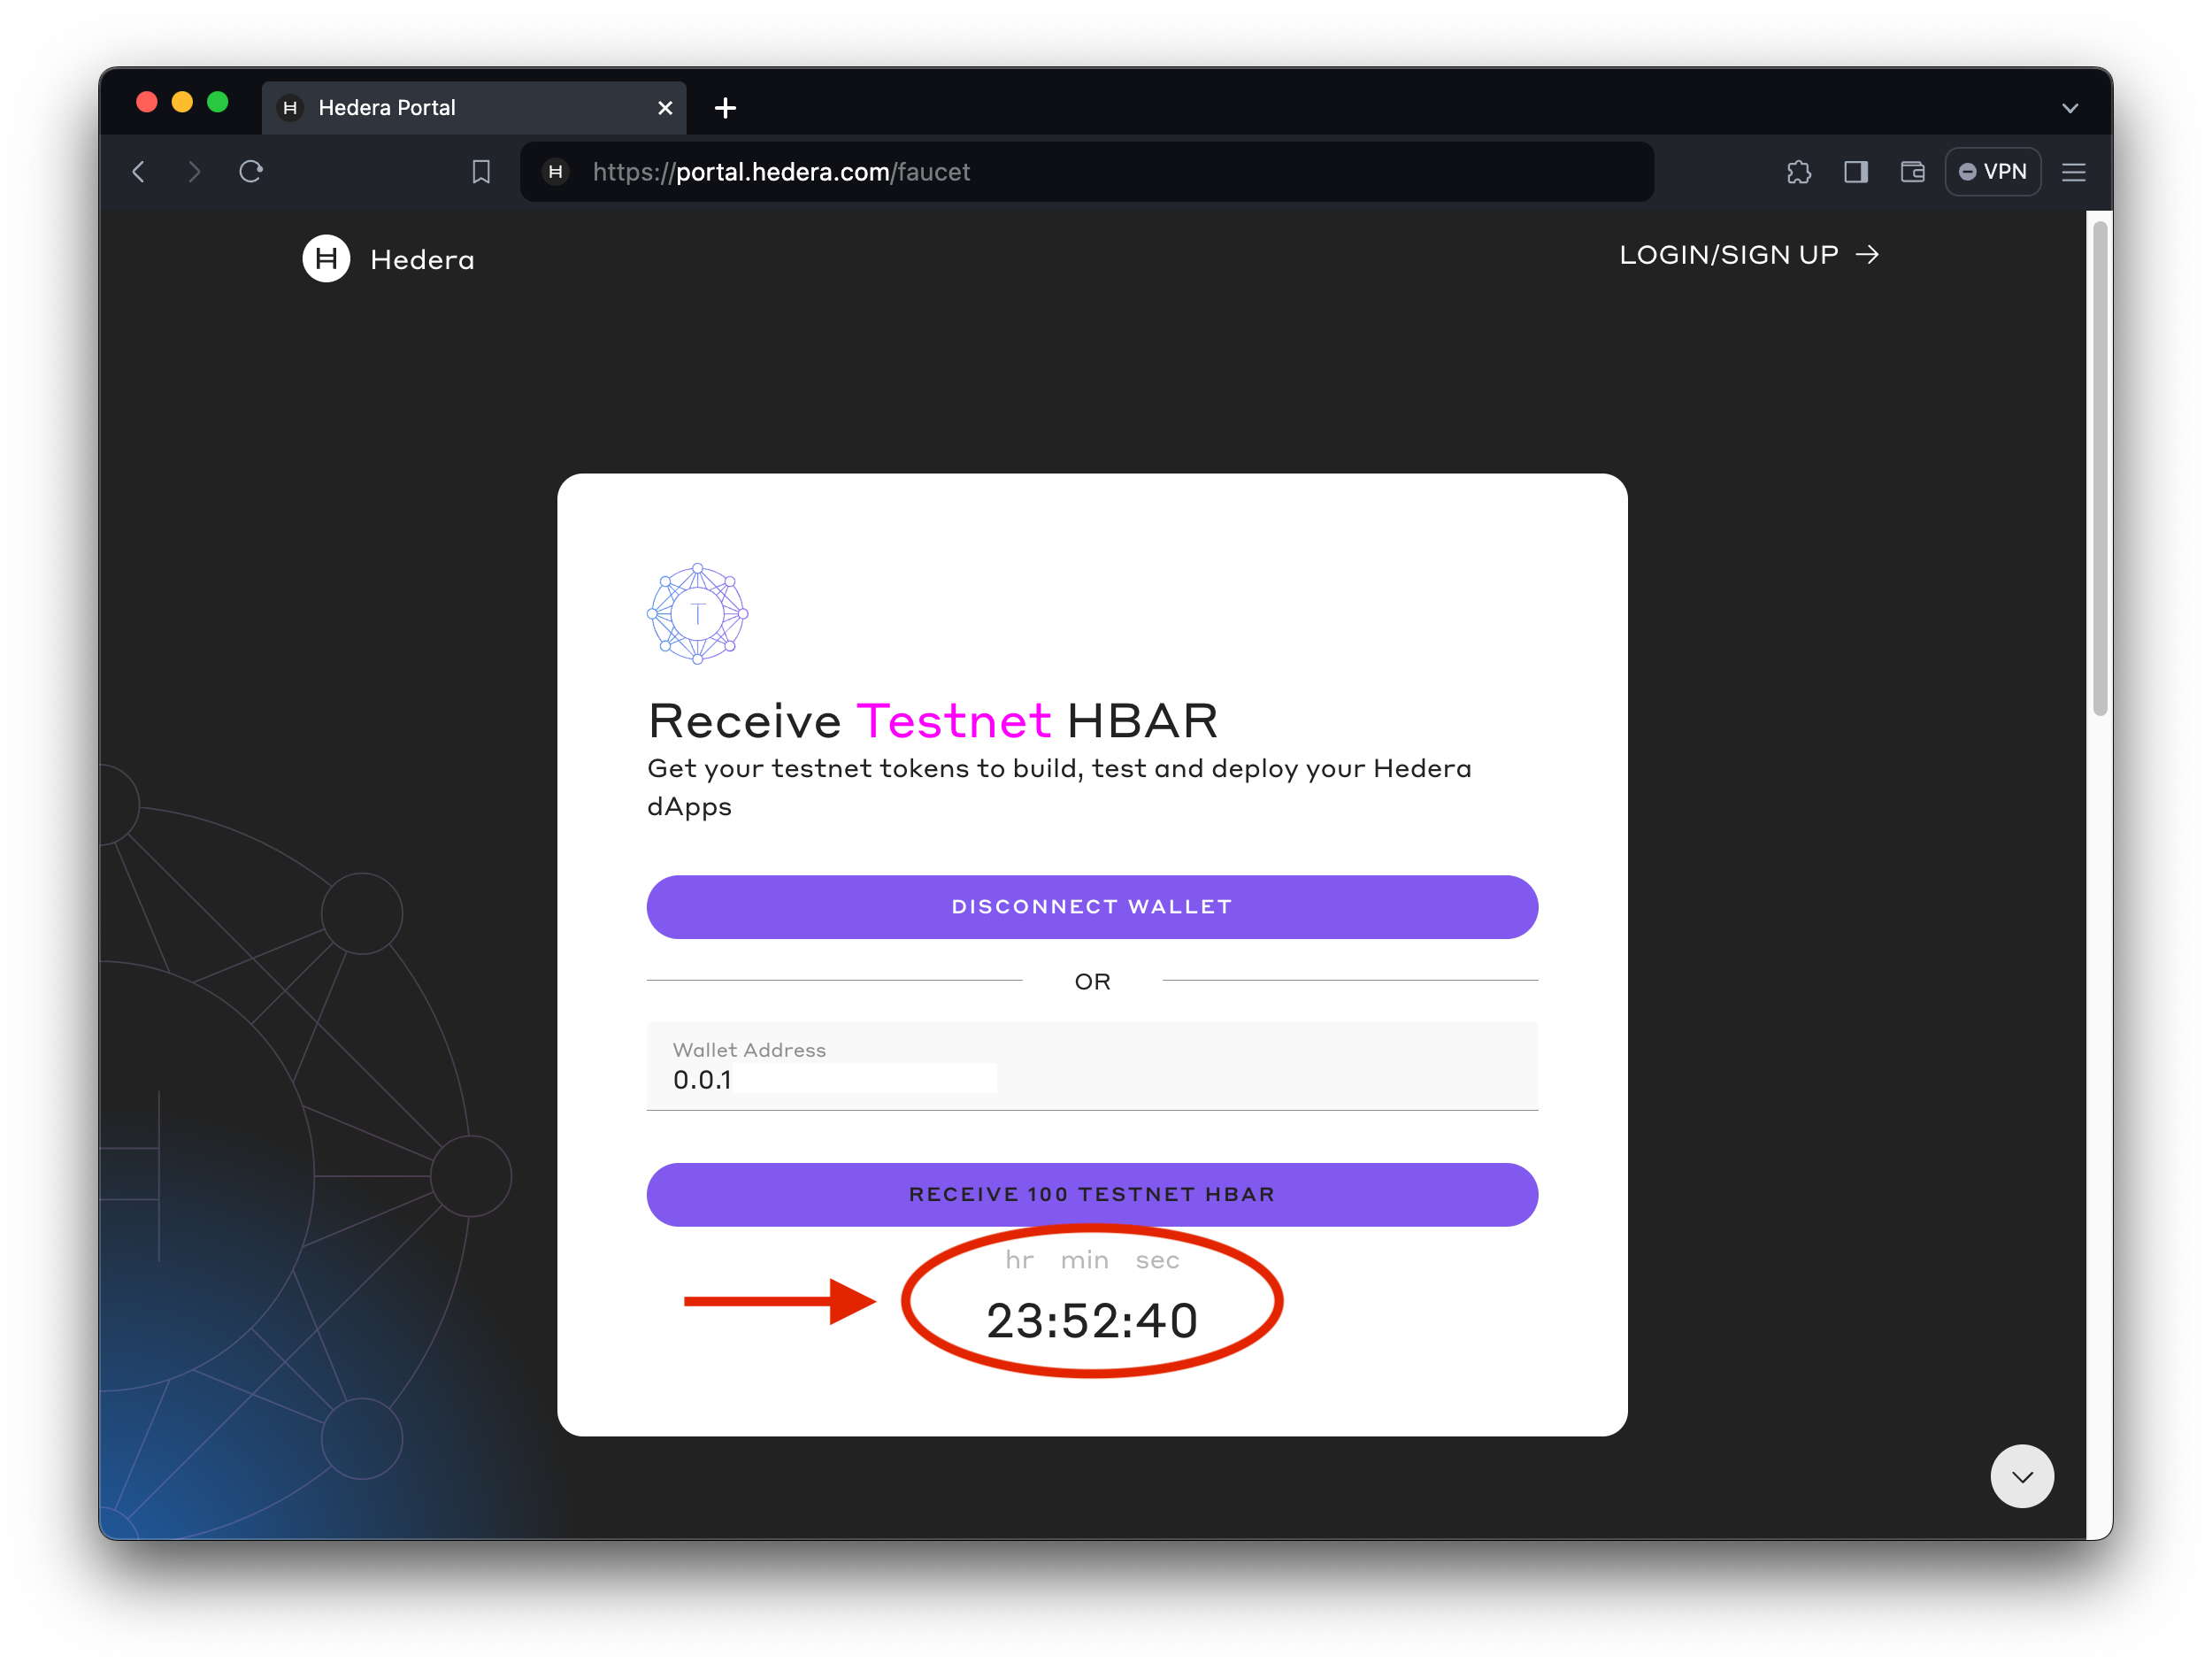 Hedera Portal
https://portal.hedera.com/faucet
VPN
Hedera
LOGIN/SIGN UP
T
Receive Testnet HBAR
Get your testnet tokens to build, test and deploy your Hedera
dApps
DISCONNECT WALLET
OR
Wallet Address
0.0.1
RECEIVE 100 TESTNET HBAR
hr min sec
23:52:40